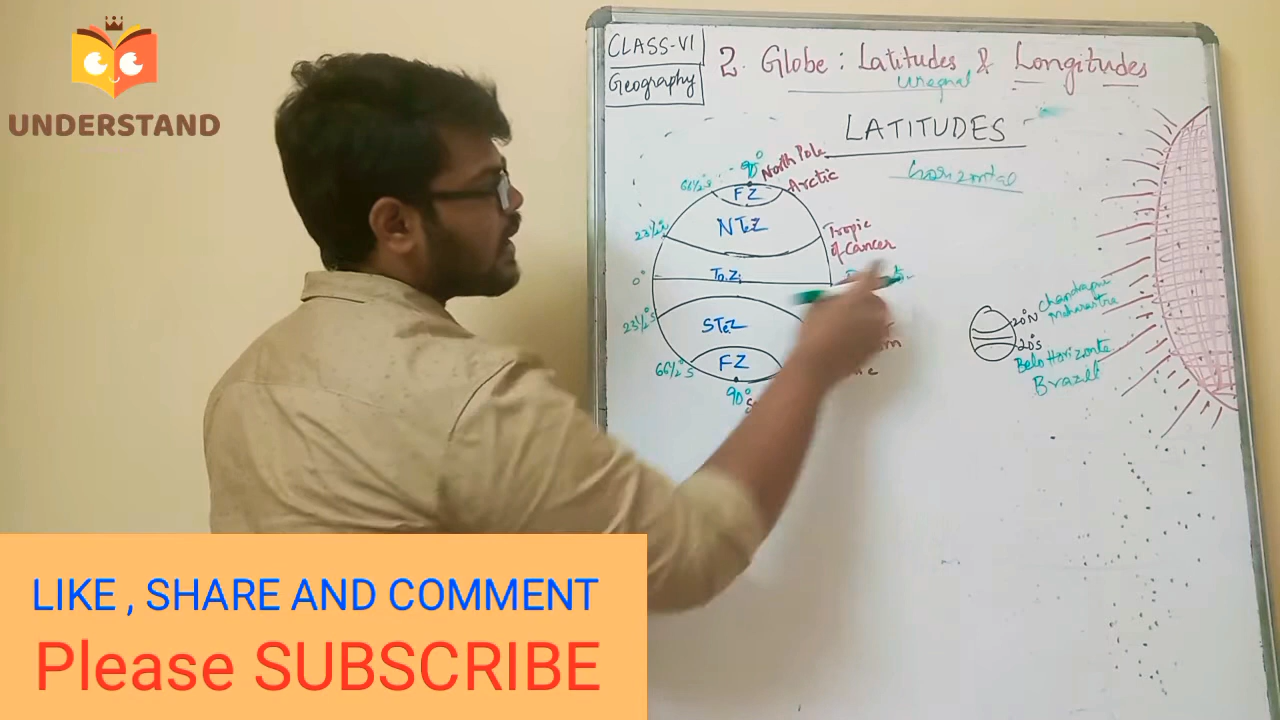 UNDERSTAND
CLASS-VI
Geography
2. Globe : Latitudes & Longitudes
unequal
LATITUDES
horizontal
90°
North Pole
66½°S
Arctic
FZ
NTeZ
23½°N
Tropic
of Cancer
0°
To.Z.
23½°S
STeZ
66½°S
FZ
90°
20°N
Chandrapur
Maharastra
20°S
Belo Horizonte
Brazil
LIKE , SHARE AND COMMENT
Please SUBSCRIBE